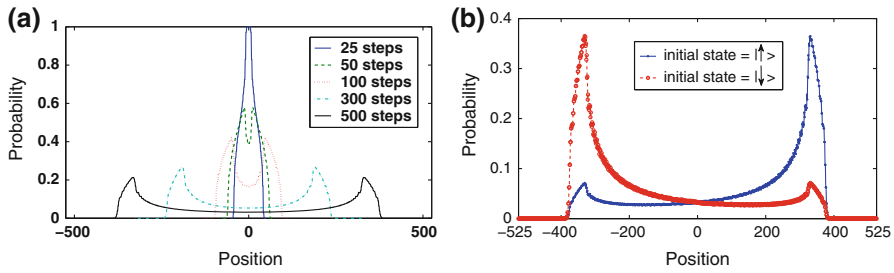 (a)
1
0.8
0.6
0.4
0.2
0
Probability
−500
0
500
Position
25 steps
50 steps
100 steps
300 steps
500 steps
(b)
0.4
0.3
0.2
0.1
0
Probability
−525
−400
−200
0
200
400
525
Position
initial state = |↑>
initial state = |↓>